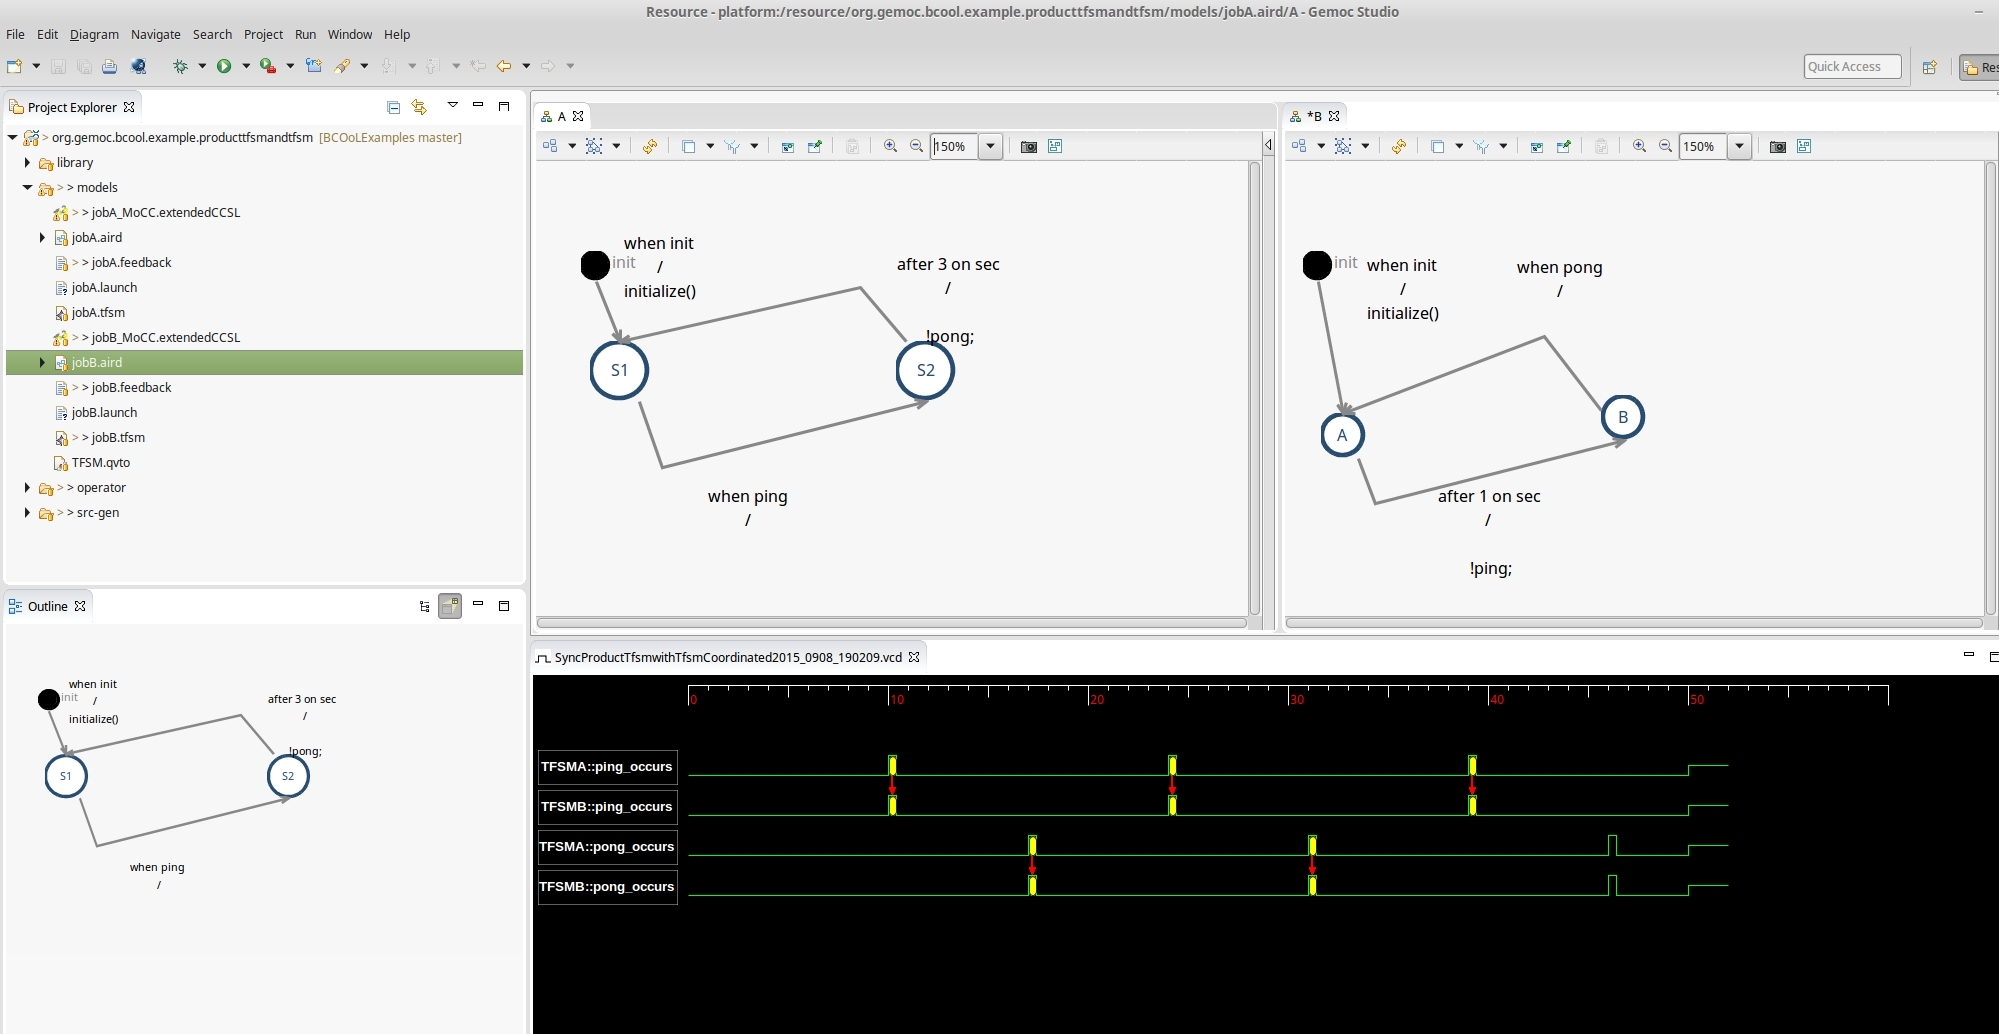 Resource - platform:/resource/org.gemoc.bcool.example.producttfsmandtfsm/models/jobA.aird/A - Gemoc Studio
File Edit Diagram Navigate Search Project Run Window Help
Quick Access
Res
Project Explorer
> org.gemoc.bcool.example.producttfsmandtfsm [BCOoLExamples master]
library
> > models
> > jobA_MoCC.extendedCCSL
jobA.aird
> > jobA.feedback
jobA.launch
jobA.tfsm
> > jobB_MoCC.extendedCCSL
jobB.aird
> > jobB.feedback
jobB.launch
> > jobB.tfsm
TFSM.qvto
> > operator
> > src-gen
Outline
when init
init
/
initialize()
after 3 on sec
/
!pong;
S1
S2
when ping
/
A
150%
when init
init
/
initialize()
after 3 on sec
/
!pong;
S1
S2
when ping
/
*B
150%
init
when init
/
initialize()
when pong
/
A
B
after 1 on sec
/
!ping;
SyncProductTfsmwithTfsmCoordinated2015_0908_190209.vcd
0 10 20 30 40 50
TFSMA::ping_occurs
TFSMB::ping_occurs
TFSMA::pong_occurs
TFSMB::pong_occurs